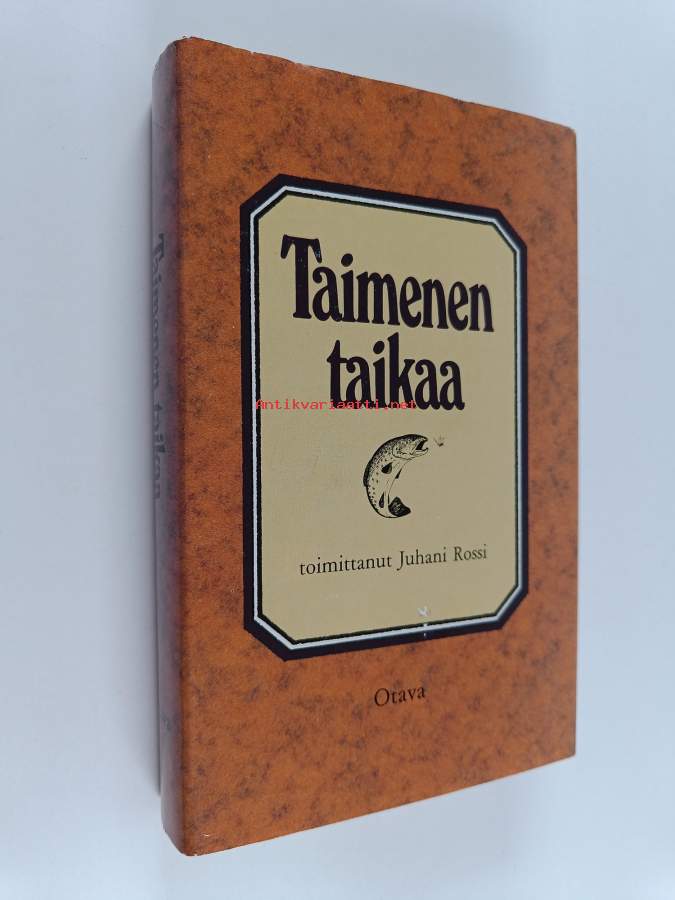 Taimenen
taikaa
Antikvariaatti.net
toimittanut Juhani Rossi
Otava
Taimenen taikaa